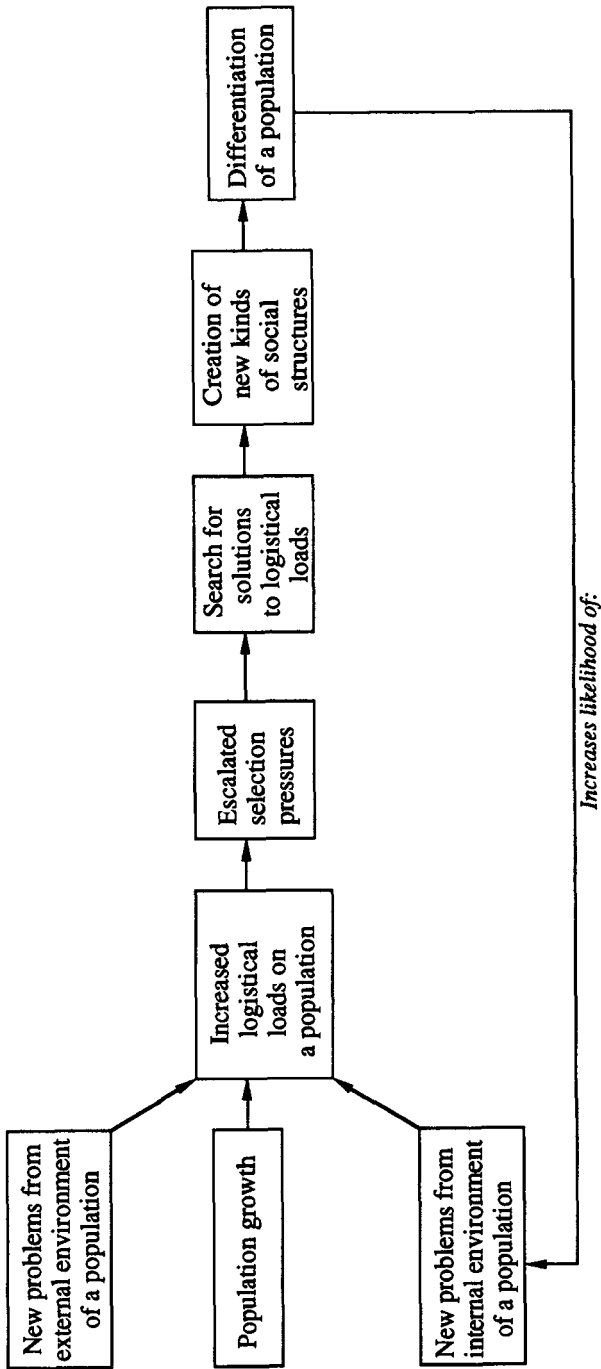 New problems from
external environment
of a population
Population growth
New problems from
internal environment
of a population
Increased
logistical
loads on
a population
Escalated
selection
pressures
Search for
solutions
to logistical
loads
Creation of
new kinds
of social
structures
Differentiation
of a population
Increases likelihood of: